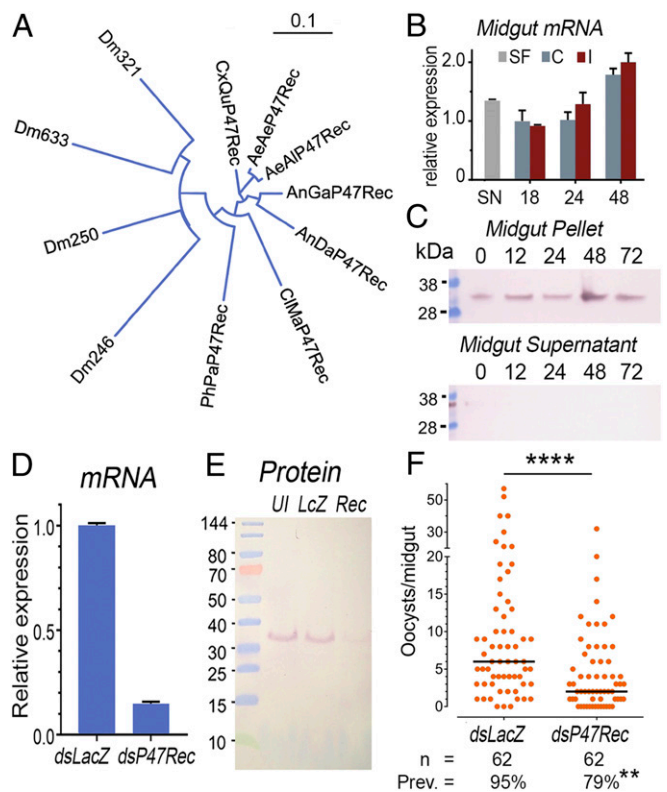 A
0.1
Dm321
Dm633
Dm250
Dm246
CxQuP47Rec
AeAeP47Rec
AeAlP47Rec
AnGaP47Rec
AnDaP47Rec
ClMaP47Rec
PhPaP47Rec
B
Midgut mRNA
SF C I
relative expression
2.0
1.0
0
SN 18 24 48
C
Midgut Pellet
kDa 0 12 24 48 72
38
28
Midgut Supernatant
0 12 24 48 72
38
28
D
mRNA
Relative expression
1.0
0.5
0.0
dsLacZ dsP47Rec
E
Protein
UI LcZ Rec
144
80
70
50
40
30
25
15
10
F
****
Oocysts/midgut
50
30
20
15
10
5
0
dsLacZ dsP47Rec
n = 62 62
Prev. = 95% 79%**